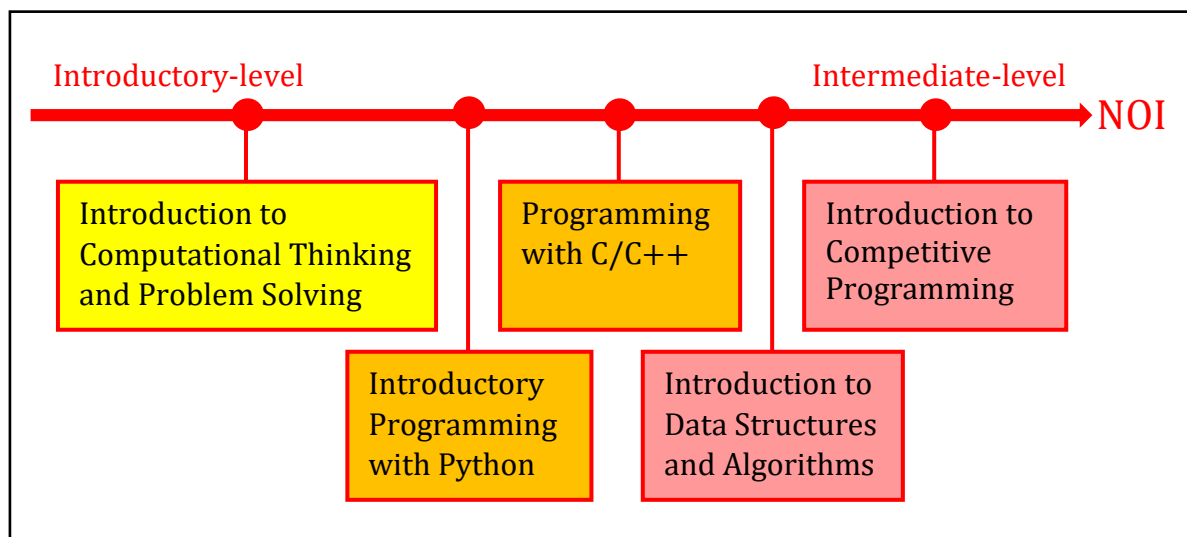 Introductory-level
Intermediate-level
NOI
Introduction to
Computational Thinking
and Problem Solving
Introductory
Programming
with Python
Programming
with C/C++
Introduction to
Data Structures
and Algorithms
Introduction to
Competitive
Programming